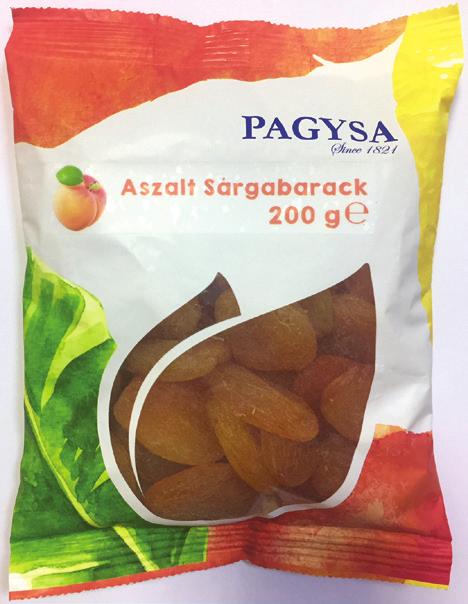 PAGYSA
Since 1821
Aszalt Sárgabarack
200 g ℮